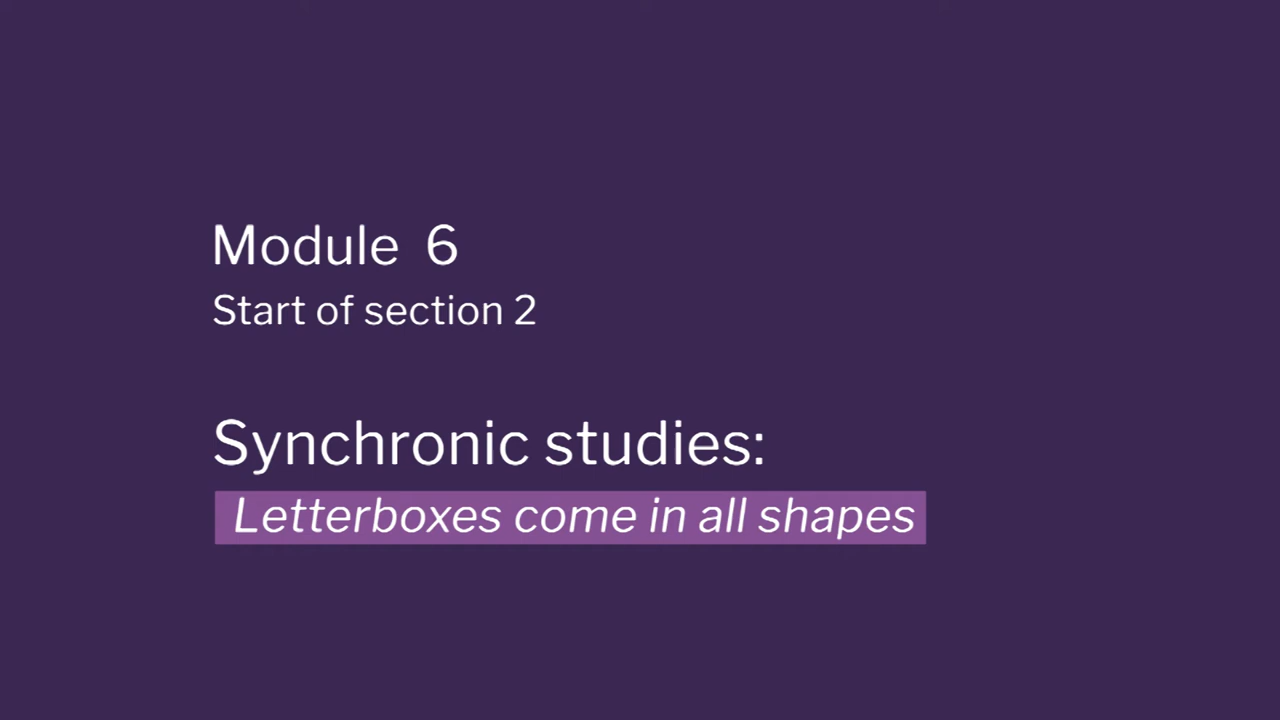 Module 6
Start of section 2
Synchronic studies:
Letterboxes come in all shapes